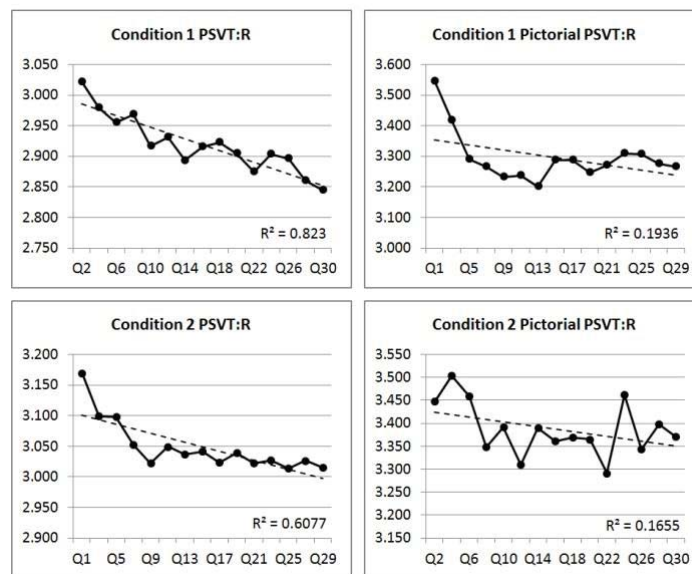 Condition 1 PSVT:R
3.050
3.000
2.950
2.900
2.850
2.800
2.750
R² = 0.823
Q2 Q6 Q10 Q14 Q18 Q22 Q26 Q30
Condition 1 Pictorial PSVT:R
3.600
3.500
3.400
3.300
3.200
3.100
3.000
R² = 0.1936
Q1 Q5 Q9 Q13 Q17 Q21 Q25 Q29
Condition 2 PSVT:R
3.200
3.150
3.100
3.050
3.000
2.950
2.900
R² = 0.6077
Q1 Q5 Q9 Q13 Q17 Q21 Q25 Q29
Condition 2 Pictorial PSVT:R
3.550
3.500
3.450
3.400
3.350
3.300
3.250
3.200
3.150
R² = 0.1655
Q2 Q6 Q10 Q14 Q18 Q22 Q26 Q30